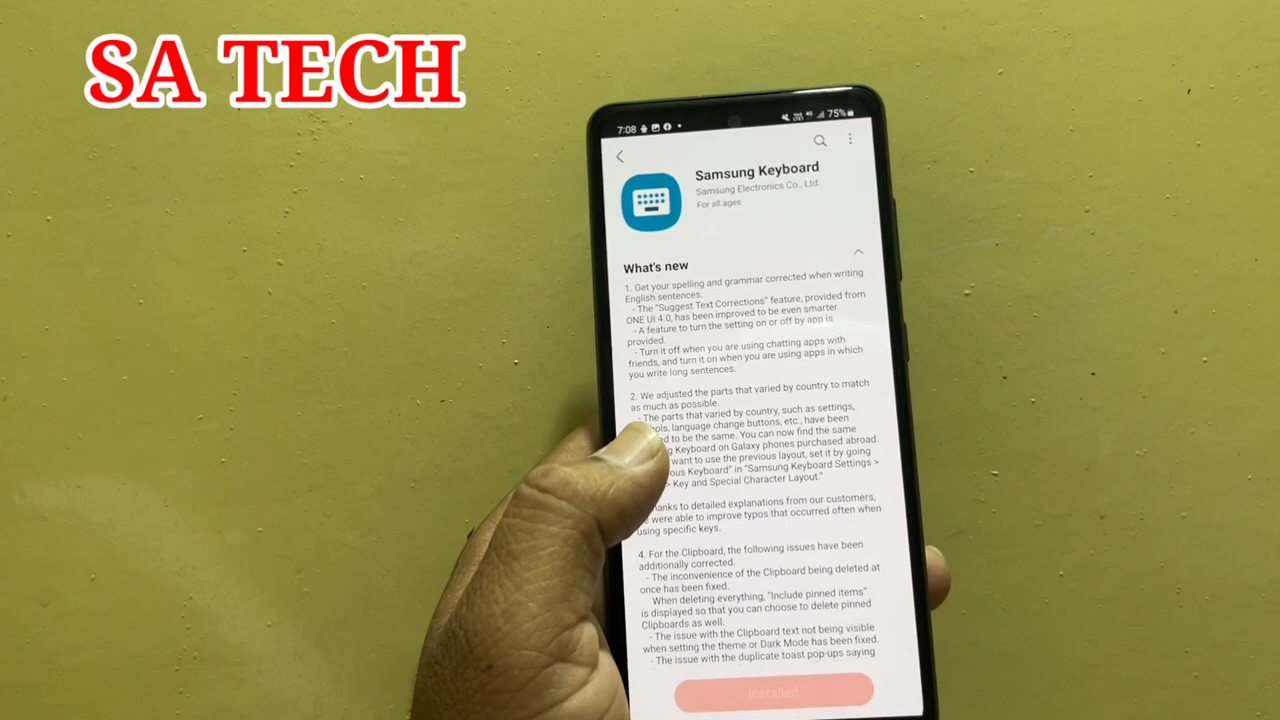 SA TECH
7:08
75%
Samsung Keyboard
Samsung Electronics Co., Ltd.
For all ages
What's new
1. Get your spelling and grammar corrected when writing
English sentences.
- The "Suggest Text Corrections" feature, provided from
ONE UI 4.0, has been improved to be even smarter.
- A feature to turn the setting on or off by app is
provided.
- Turn it off when you are using chatting apps with
friends, and turn it on when you are using apps in which
you write long sentences.
2. We adjusted the parts that varied by country to match
as much as possible.
- The parts that varied by country, such as settings,
language change buttons, etc., have been
to be the same. You can now find the same
Keyboard on Galaxy phones purchased abroad.
want to use the previous layout, set it by going
Keyboard" in "Samsung Keyboard Settings >
> Key and Special Character Layout."
to detailed explanations from our customers,
were able to improve typos that occurred often when
using specific keys.
4. For the Clipboard, the following issues have been
additionally corrected.
- The inconvenience of the Clipboard being deleted at
once has been fixed.
When deleting everything, "Include pinned items"
is displayed so that you can choose to delete pinned
Clipboards as well.
- The issue with the Clipboard text not being visible
when setting the theme or Dark Mode has been fixed.
- The issue with the duplicate toast pop-ups saying
Installed